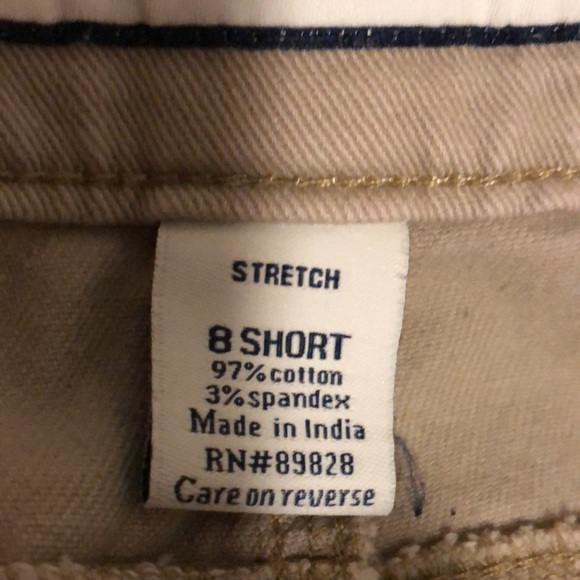 STRETCH
8 SHORT
97% cotton
3% spandex
Made in India
RN#89828
Care on reverse